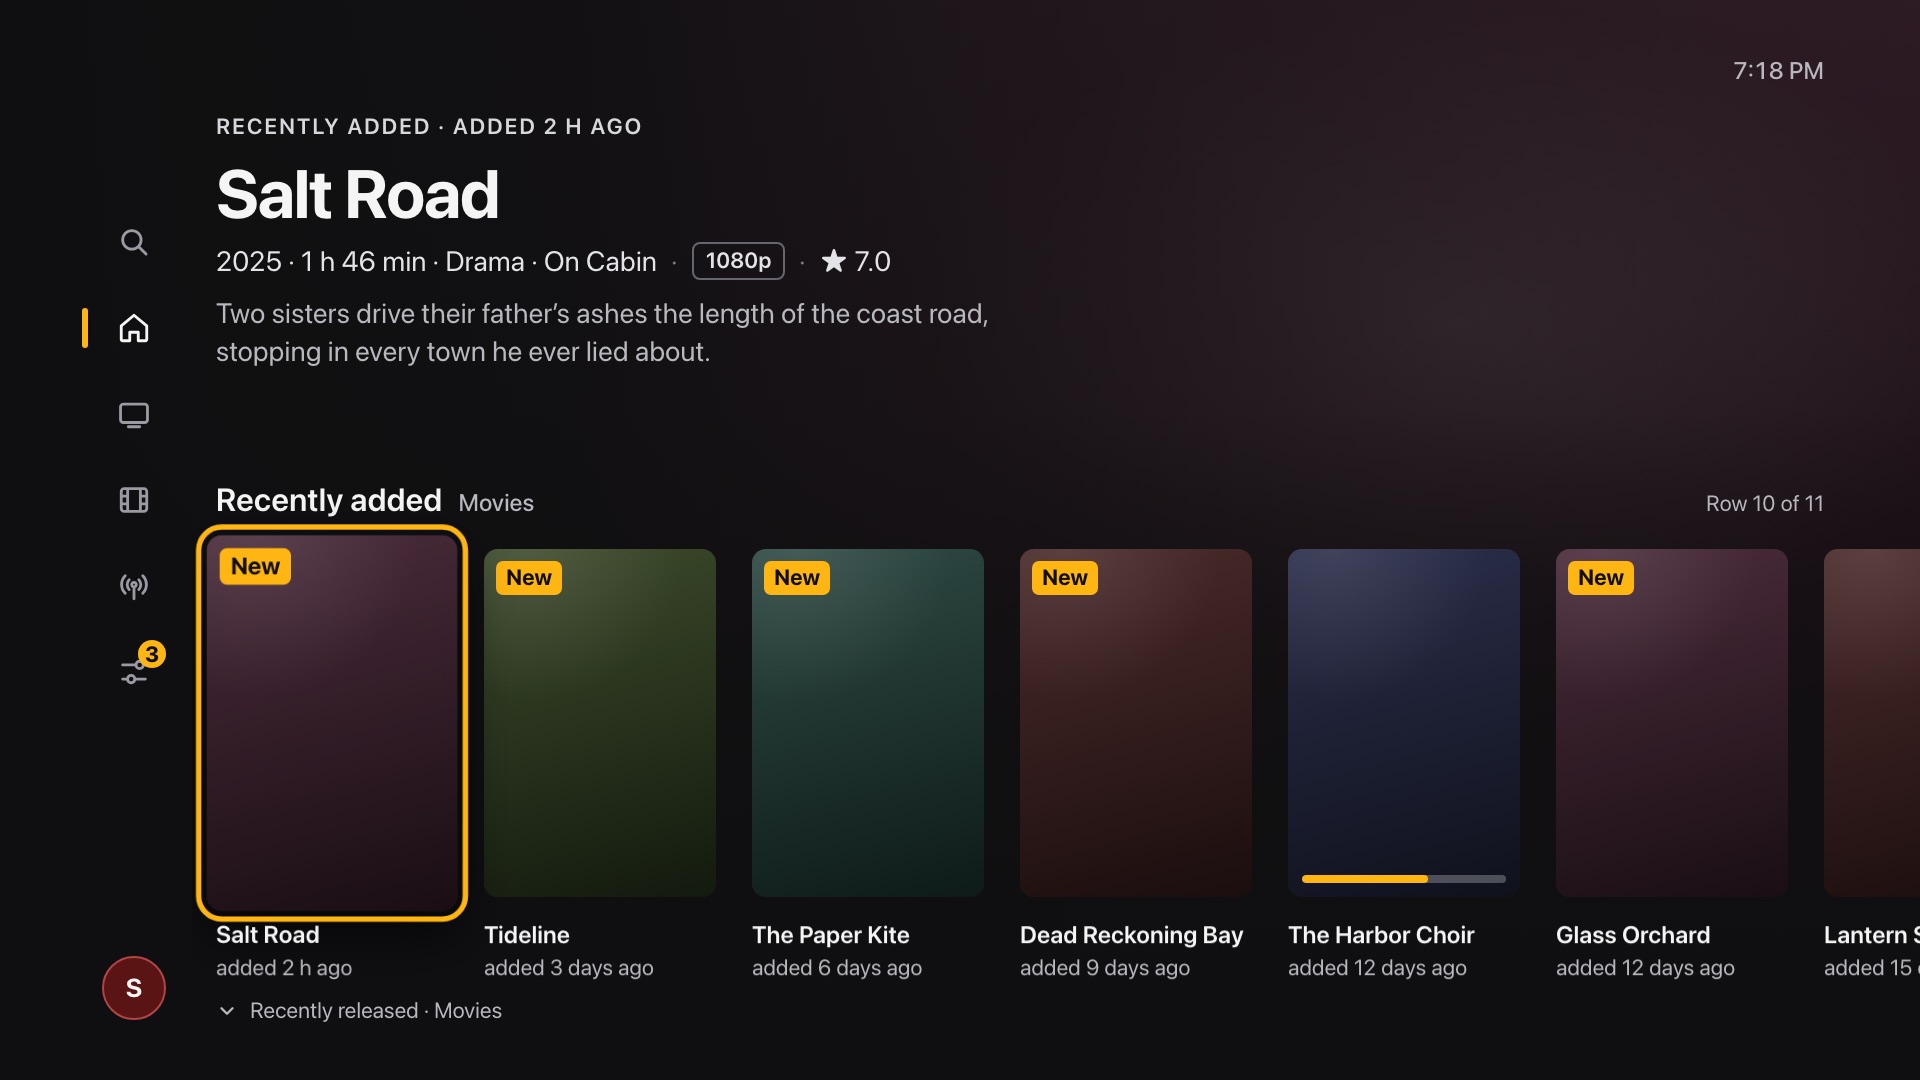 7:18 PM
RECENTLY ADDED · ADDED 2 H AGO
Salt Road
2025 · 1 h 46 min · Drama · On Cabin · 1080p · ★ 7.0
Two sisters drive their father’s ashes the length of the coast road,
stopping in every town he ever lied about.
Recently added Movies
Row 10 of 11
New
New
New
New
New
3
Salt Road
added 2 h ago
Tideline
added 3 days ago
The Paper Kite
added 6 days ago
Dead Reckoning Bay
added 9 days ago
The Harbor Choir
added 12 days ago
Glass Orchard
added 12 days ago
Lantern
added 15
S
Recently released · Movies